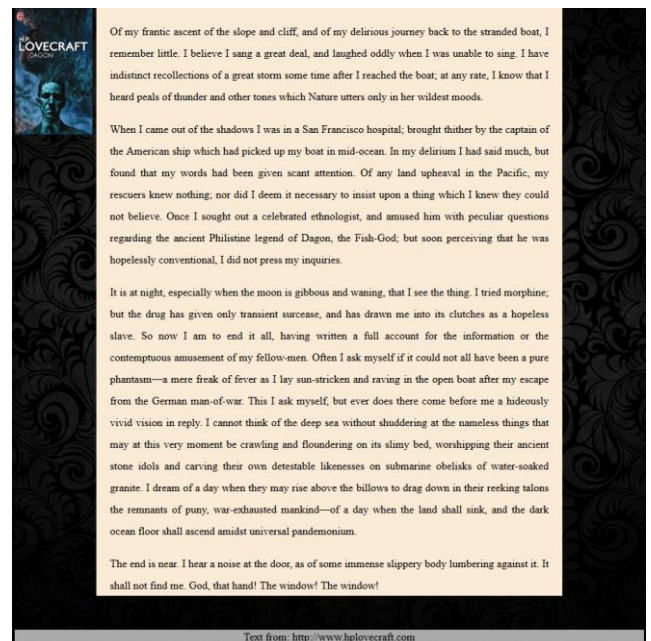 H.P.
LOVECRAFT
DAGON
Of my frantic ascent of the slope and cliff, and of my delirious journey back to the stranded boat, I
remember little. I believe I sang a great deal, and laughed oddly when I was unable to sing. I have
indistinct recollections of a great storm some time after I reached the boat; at any rate, I know that I
heard peals of thunder and other tones which Nature utters only in her wildest moods.
When I came out of the shadows I was in a San Francisco hospital; brought thither by the captain of
the American ship which had picked up my boat in mid-ocean. In my delirium I had said much, but
found that my words had been given scant attention. Of any land upheaval in the Pacific, my
rescuers knew nothing; nor did I deem it necessary to insist upon a thing which I knew they could
not believe. Once I sought out a celebrated ethnologist, and amused him with peculiar questions
regarding the ancient Philistine legend of Dagon, the Fish-God; but soon perceiving that he was
hopelessly conventional, I did not press my inquiries.
It is at night, especially when the moon is gibbous and waning, that I see the thing. I tried morphine;
but the drug has given only transient surcease, and has drawn me into its clutches as a hopeless
slave. So now I am to end it all, having written a full account for the information or the
contemptuous amusement of my fellow-men. Often I ask myself if it could not all have been a pure
phantasm—a mere freak of fever as I lay sun-stricken and raving in the open boat after my escape
from the German man-of-war. This I ask myself, but ever does there come before me a hideously
vivid vision in reply. I cannot think of the deep sea without shuddering at the nameless things that
may at this very moment be crawling and floundering on its slimy bed, worshipping their ancient
stone idols and carving their own detestable likenesses on submarine obelisks of water-soaked
granite. I dream of a day when they may rise above the billows to drag down in their reeking talons
the remnants of puny, war-exhausted mankind—of a day when the land shall sink, and the dark
ocean floor shall ascend amidst universal pandemonium.
The end is near. I hear a noise at the door, as of some immense slippery body lumbering against it. It
shall not find me. God, that hand! The window! The window!
Text from: http://www.hplovecraft.com